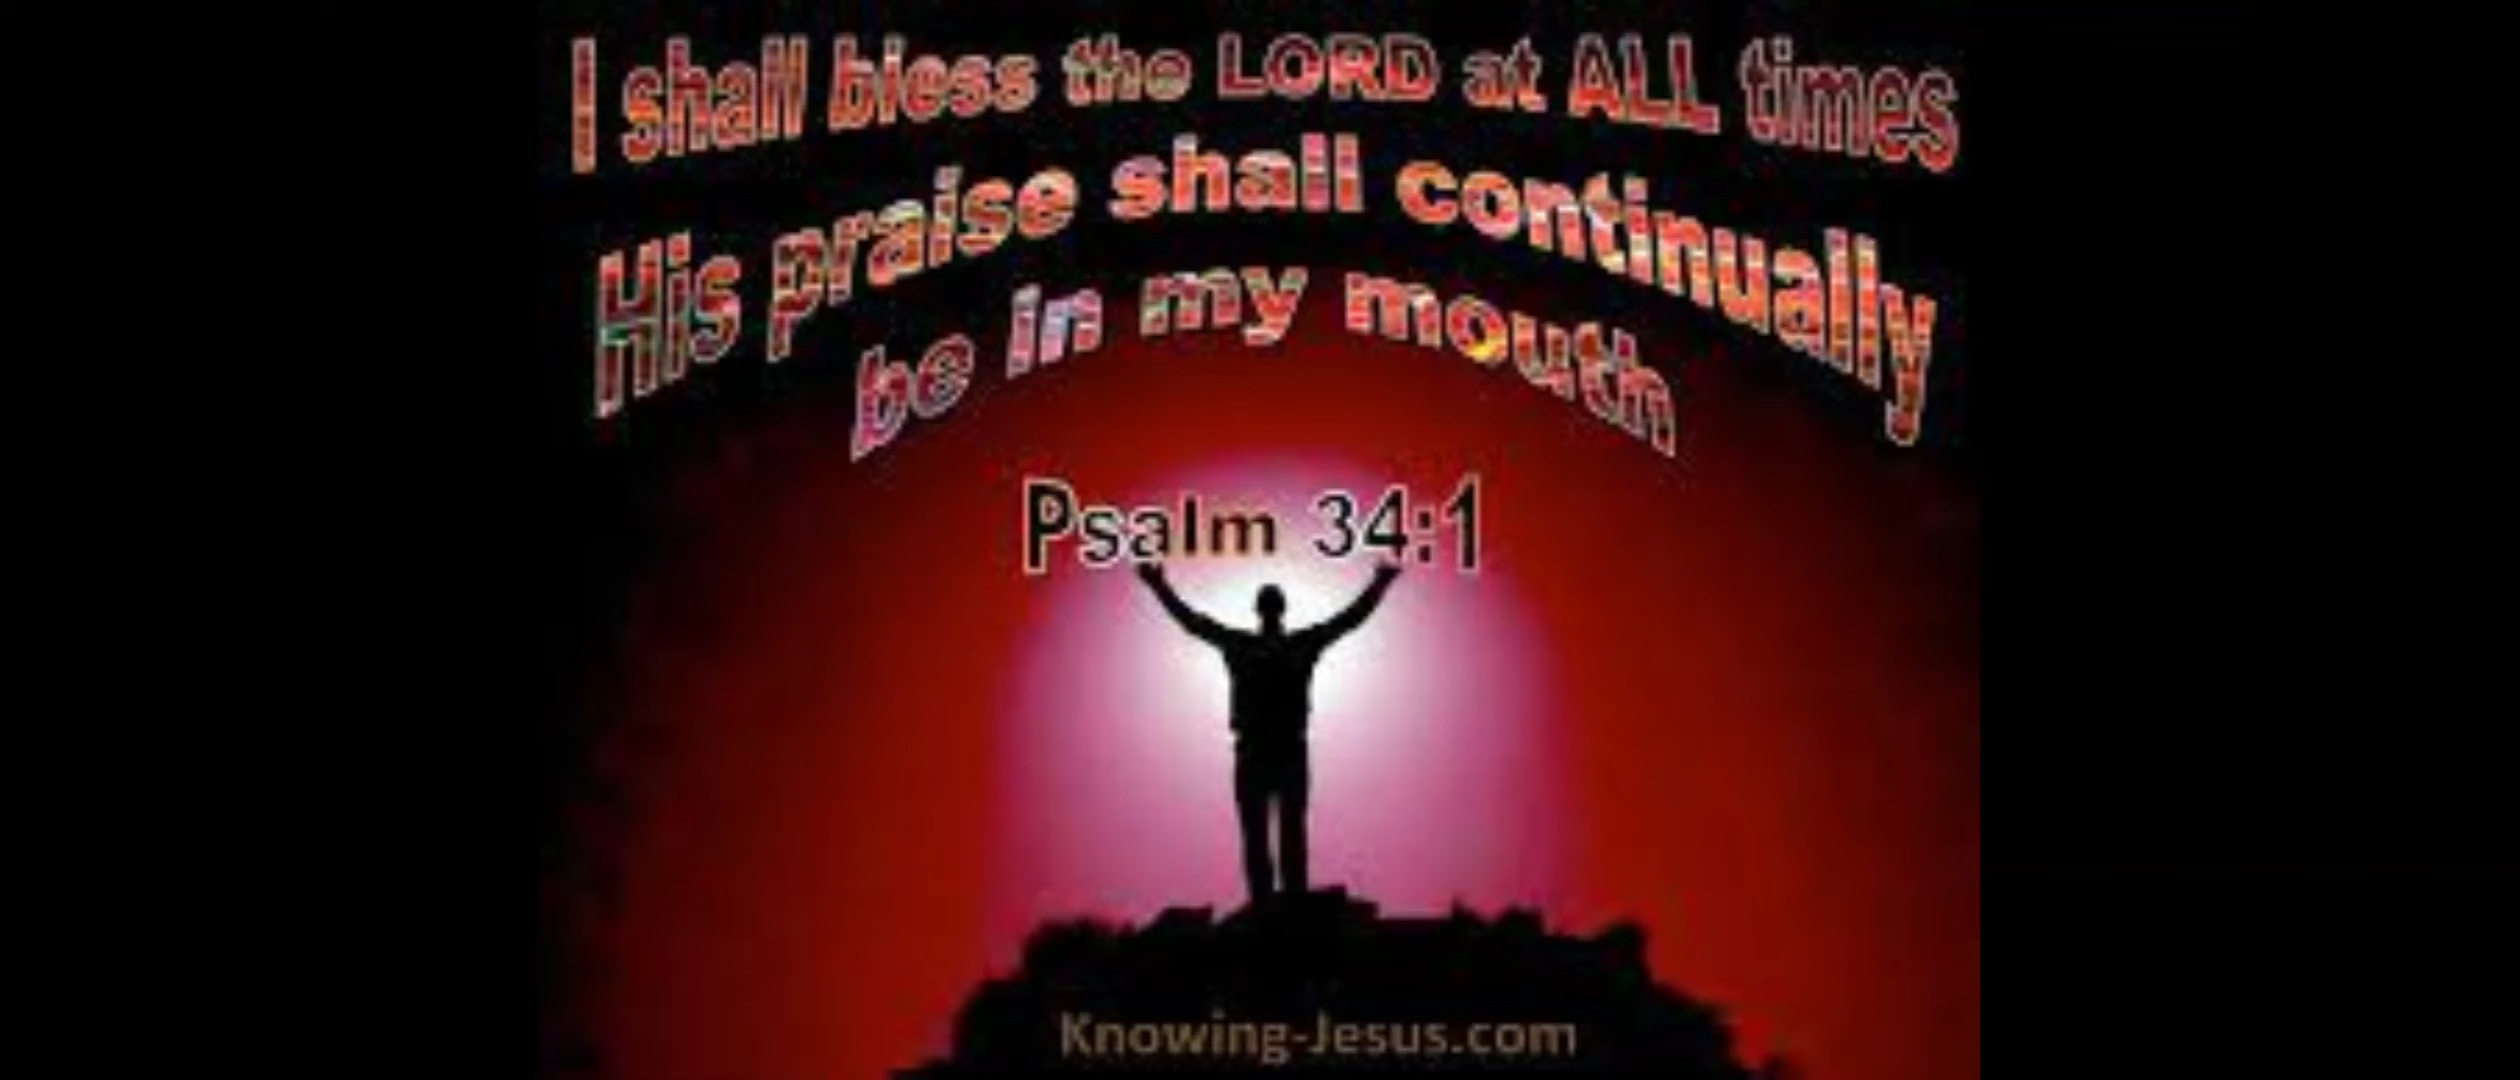 I shall bless the LORD at ALL times
His praise shall continually
be in my mouth
Psalm 34:1
Knowing-Jesus.com